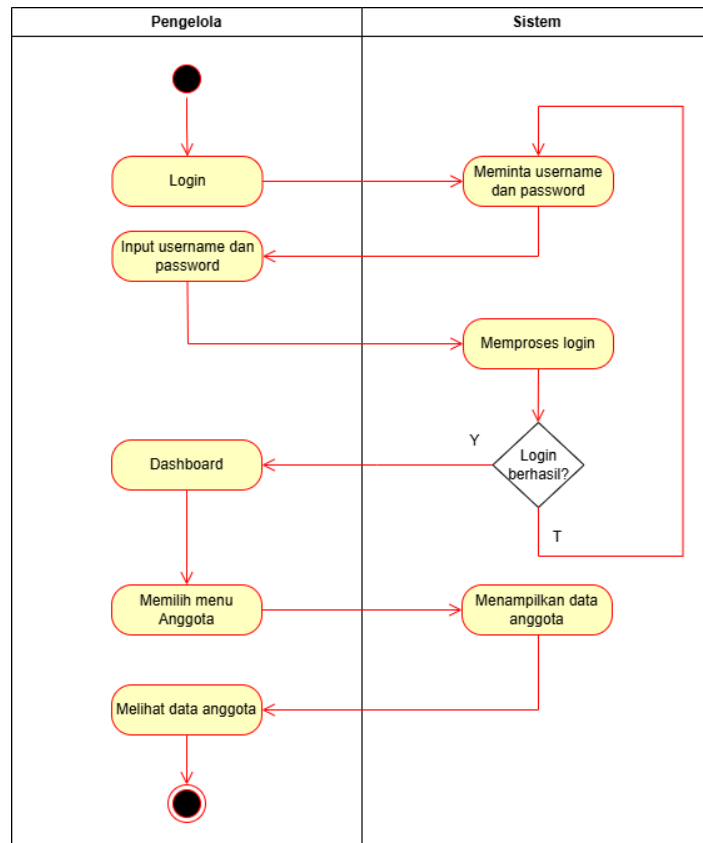 Pengelola
Sistem
Login
Meminta username
dan password
Input username dan
password
Memproses login
Y
Login
berhasil?
Dashboard
T
Memilih menu
Anggota
Menampilkan data
anggota
Melihat data anggota